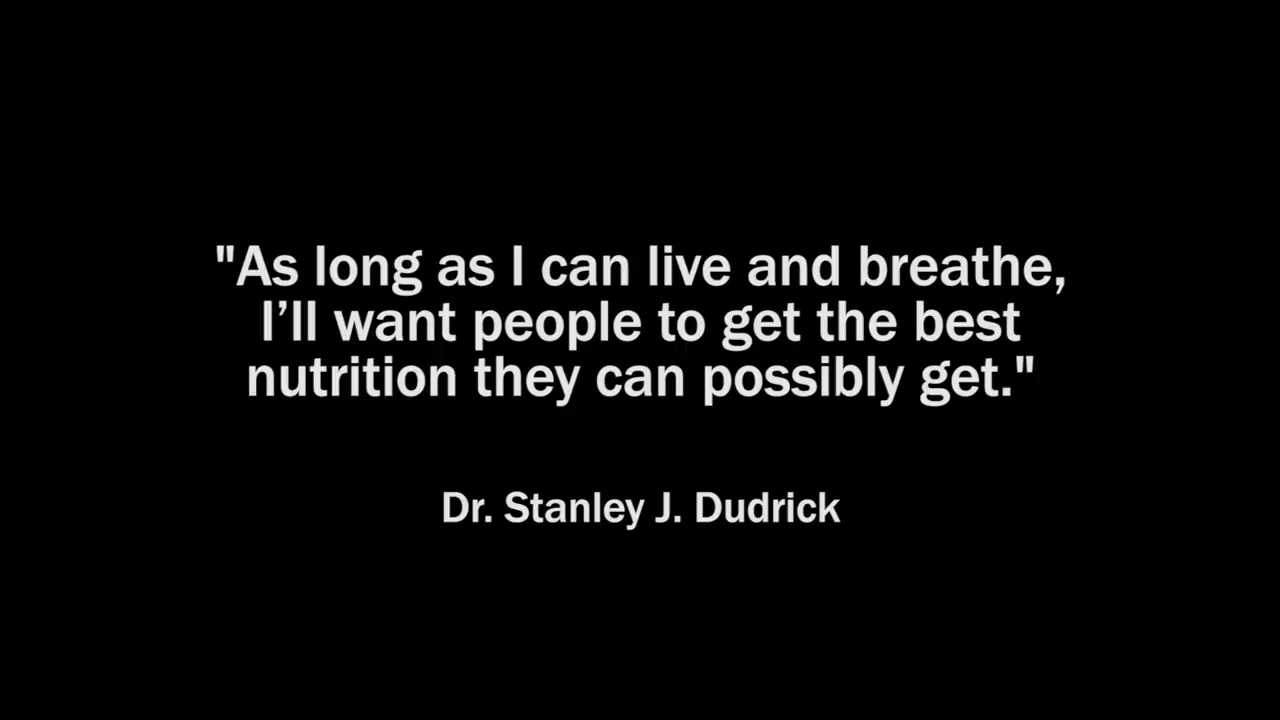 "As long as I can live and breathe,
I’ll want people to get the best
nutrition they can possibly get."
Dr. Stanley J. Dudrick